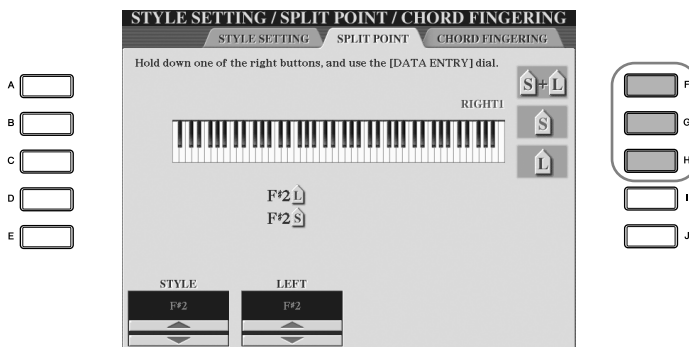 STYLE SETTING / SPLIT POINT / CHORD FINGERING
STYLE SETTING SPLIT POINT CHORD FINGERING
Hold down one of the right buttons, and use the [DATA ENTRY] dial.
S+L
RIGHT1
S
L
F#2 L
F#2 S
STYLE LEFT
F#2 F#2
A
B
C
D
E
F
G
H
I
J